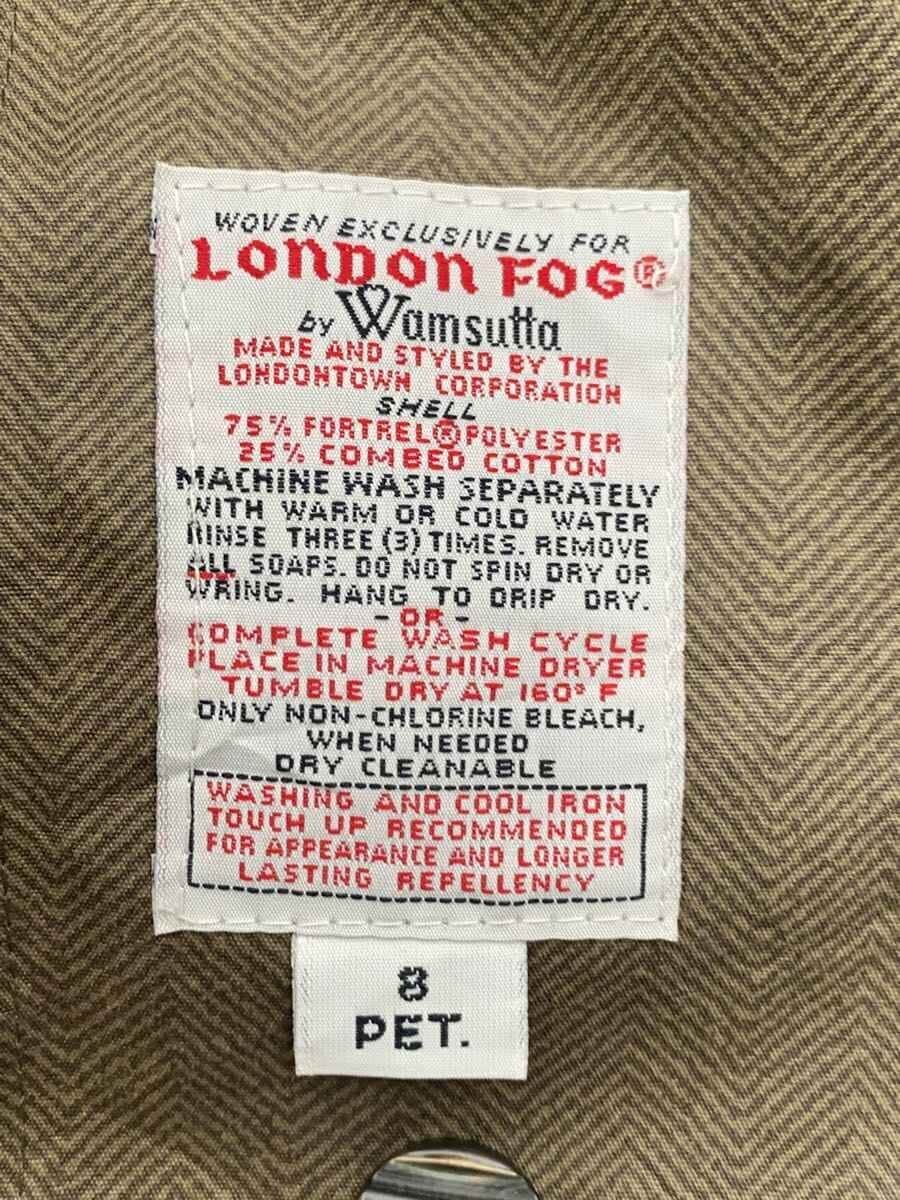 WOVEN EXCLUSIVELY FOR
LONDON FOG®
by Wamsutta
MADE AND STYLED BY THE
LONDONTOWN CORPORATION
SHELL
75% FORTREL® POLYESTER
25% COMBED COTTON
MACHINE WASH SEPARATELY
WITH WARM OR COLD WATER
RINSE THREE (3) TIMES. REMOVE
ALL SOAPS. DO NOT SPIN DRY OR
WRING. HANG TO DRIP DRY.
- OR -
COMPLETE WASH CYCLE
PLACE IN MACHINE DRYER
TUMBLE DRY AT 160° F
ONLY NON-CHLORINE BLEACH,
WHEN NEEDED
DRY CLEANABLE
WASHING AND COOL IRON
TOUCH UP RECOMMENDED
FOR APPEARANCE AND LONGER
LASTING REPELLENCY
8
PET.